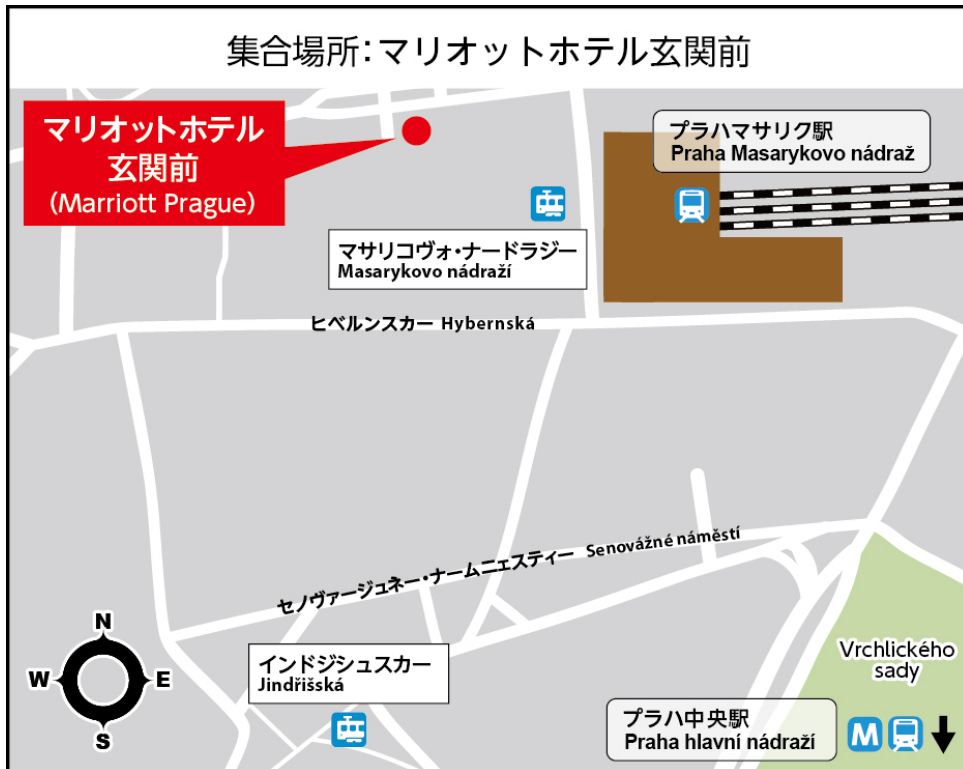 集合場所：マリオットホテル玄関前
マリオットホテル
玄関前
(Marriott Prague)
プラハマサリク駅
Praha Masarykovo nádraž
マサリコヴォ・ナードラジー
Masarykovo nádraží
ヒベルンスカー Hybernská
セノヴァージュネー・ナームニェスティー Senovážné náměstí
N
W
E
S
インドジシュスカー
Jindřišská
Vrchlického
sady
プラハ中央駅
Praha hlavní nádraží
M